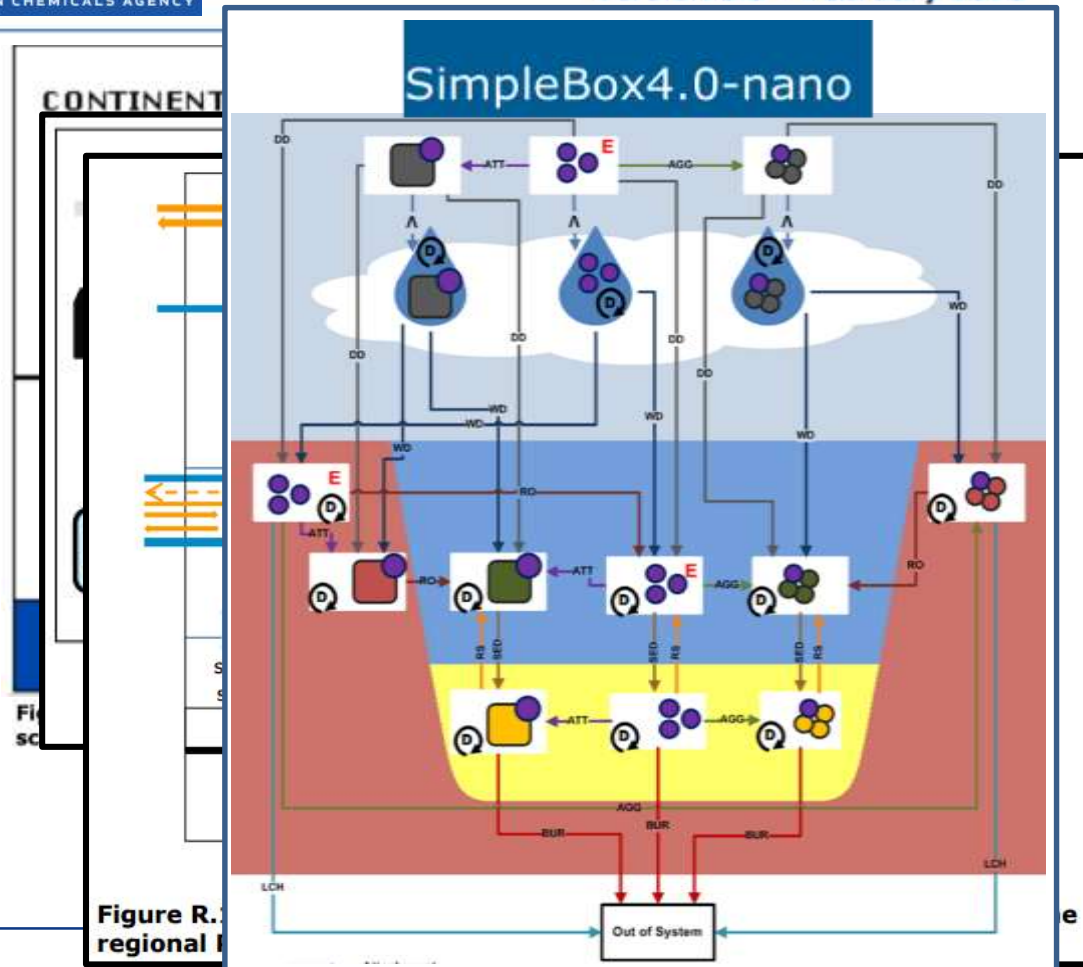 CHEMICALS AGENCY
CONTINENT
SimpleBox4.0-nano
DD
E
ATT
AGG
DD
Λ
Λ
Λ
D
D
D
WD
DD
DD
DD
DD
WD
WD
WD
WD
WD
E
D
RO
D
ATT
RO
D
RO
D
ATT
D
E
AGG
D
RS
SED
SED
RS
SED
RS
D
ATT
D
AGG
D
AGG
BUR
BUR
BUR
LCH
LCH
Out of System
S
S
Fi
sc
Figure R.
e
regional